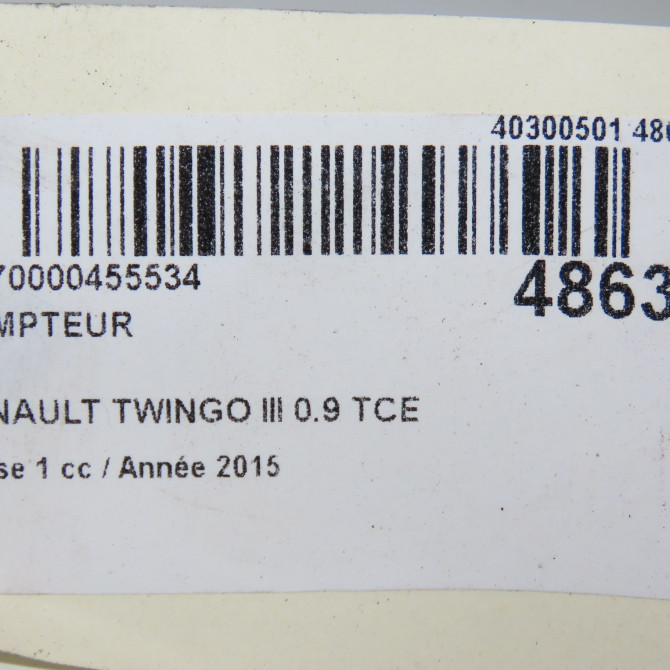 40300501 486
70000455534
4863
MPTEUR
NAULT TWINGO III 0.9 TCE
se 1 cc / Année 2015